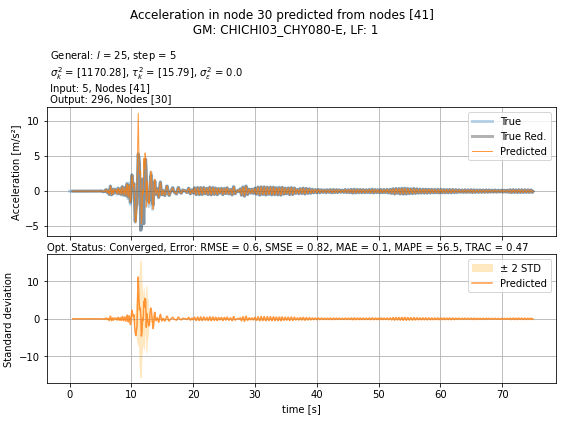 Acceleration in node 30 predicted from nodes [41]
GM: CHICHI03_CHY080-E, LF: 1
General: l = 25, step = 5
σ²ₖ = [1170.28], τ²ₖ = [15.79], σ²ε = 0.0
Input: 5, Nodes [41]
Output: 296, Nodes [30]
Acceleration [m/s²]
10
5
0
−5
True
True Red.
Predicted
Opt. Status: Converged, Error: RMSE = 0.6, SMSE = 0.82, MAE = 0.1, MAPE = 56.5, TRAC = 0.47
Standard deviation
10
0
−10
± 2 STD
Predicted
0 10 20 30 40 50 60 70
time [s]